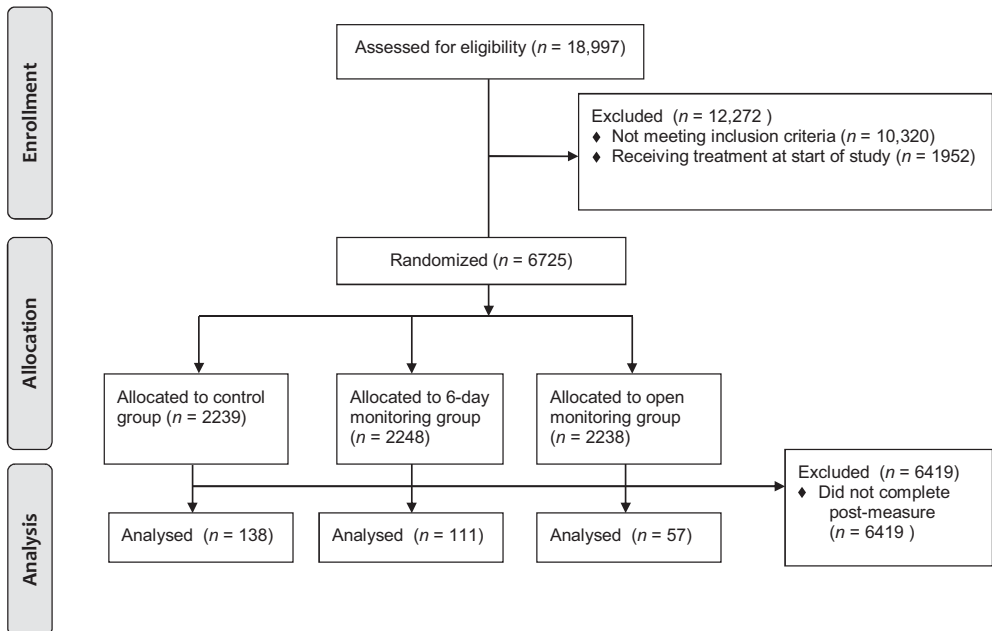 Enrollment
Assessed for eligibility (n = 18,997)
Excluded (n = 12,272 )
♦ Not meeting inclusion criteria (n = 10,320)
♦ Receiving treatment at start of study (n = 1952)
Allocation
Randomized (n = 6725)
Allocated to control
group (n = 2239)
Allocated to 6-day
monitoring group
(n = 2248)
Allocated to open
monitoring group
(n = 2238)
Analysis
Excluded (n = 6419)
♦ Did not complete
post-measure
(n = 6419 )
Analysed (n = 138)
Analysed (n = 111)
Analysed (n = 57)